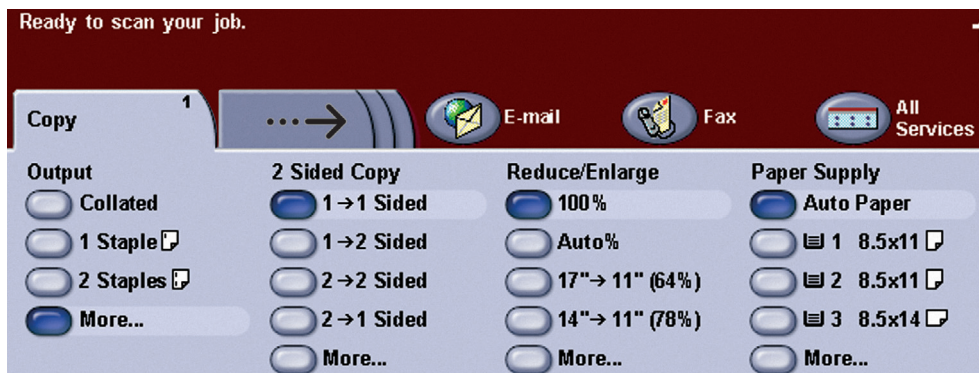 Ready to scan your job.
Copy 1
E-mail
Fax
All Services
Output
Collated
1 Staple
2 Staples
More...
2 Sided Copy
1→1 Sided
1→2 Sided
2→2 Sided
2→1 Sided
More...
Reduce/Enlarge
100%
Auto%
17"→ 11" (64%)
14"→ 11" (78%)
More...
Paper Supply
Auto Paper
1 8.5x11
2 8.5x11
3 8.5x14
More...